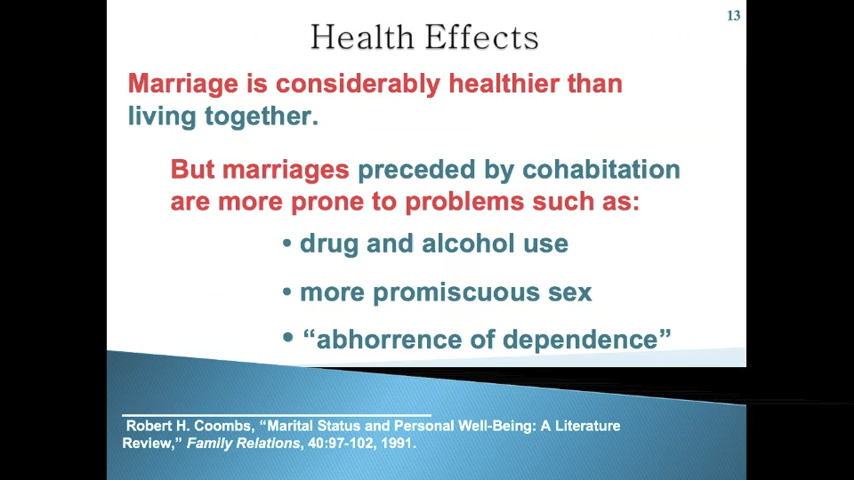 13
Health Effects
Marriage is considerably healthier than
living together.
But marriages preceded by cohabitation
are more prone to problems such as:
• drug and alcohol use
• more promiscuous sex
• “abhorrence of dependence”
Robert H. Coombs, “Marital Status and Personal Well-Being: A Literature
Review,” Family Relations, 40:97-102, 1991.